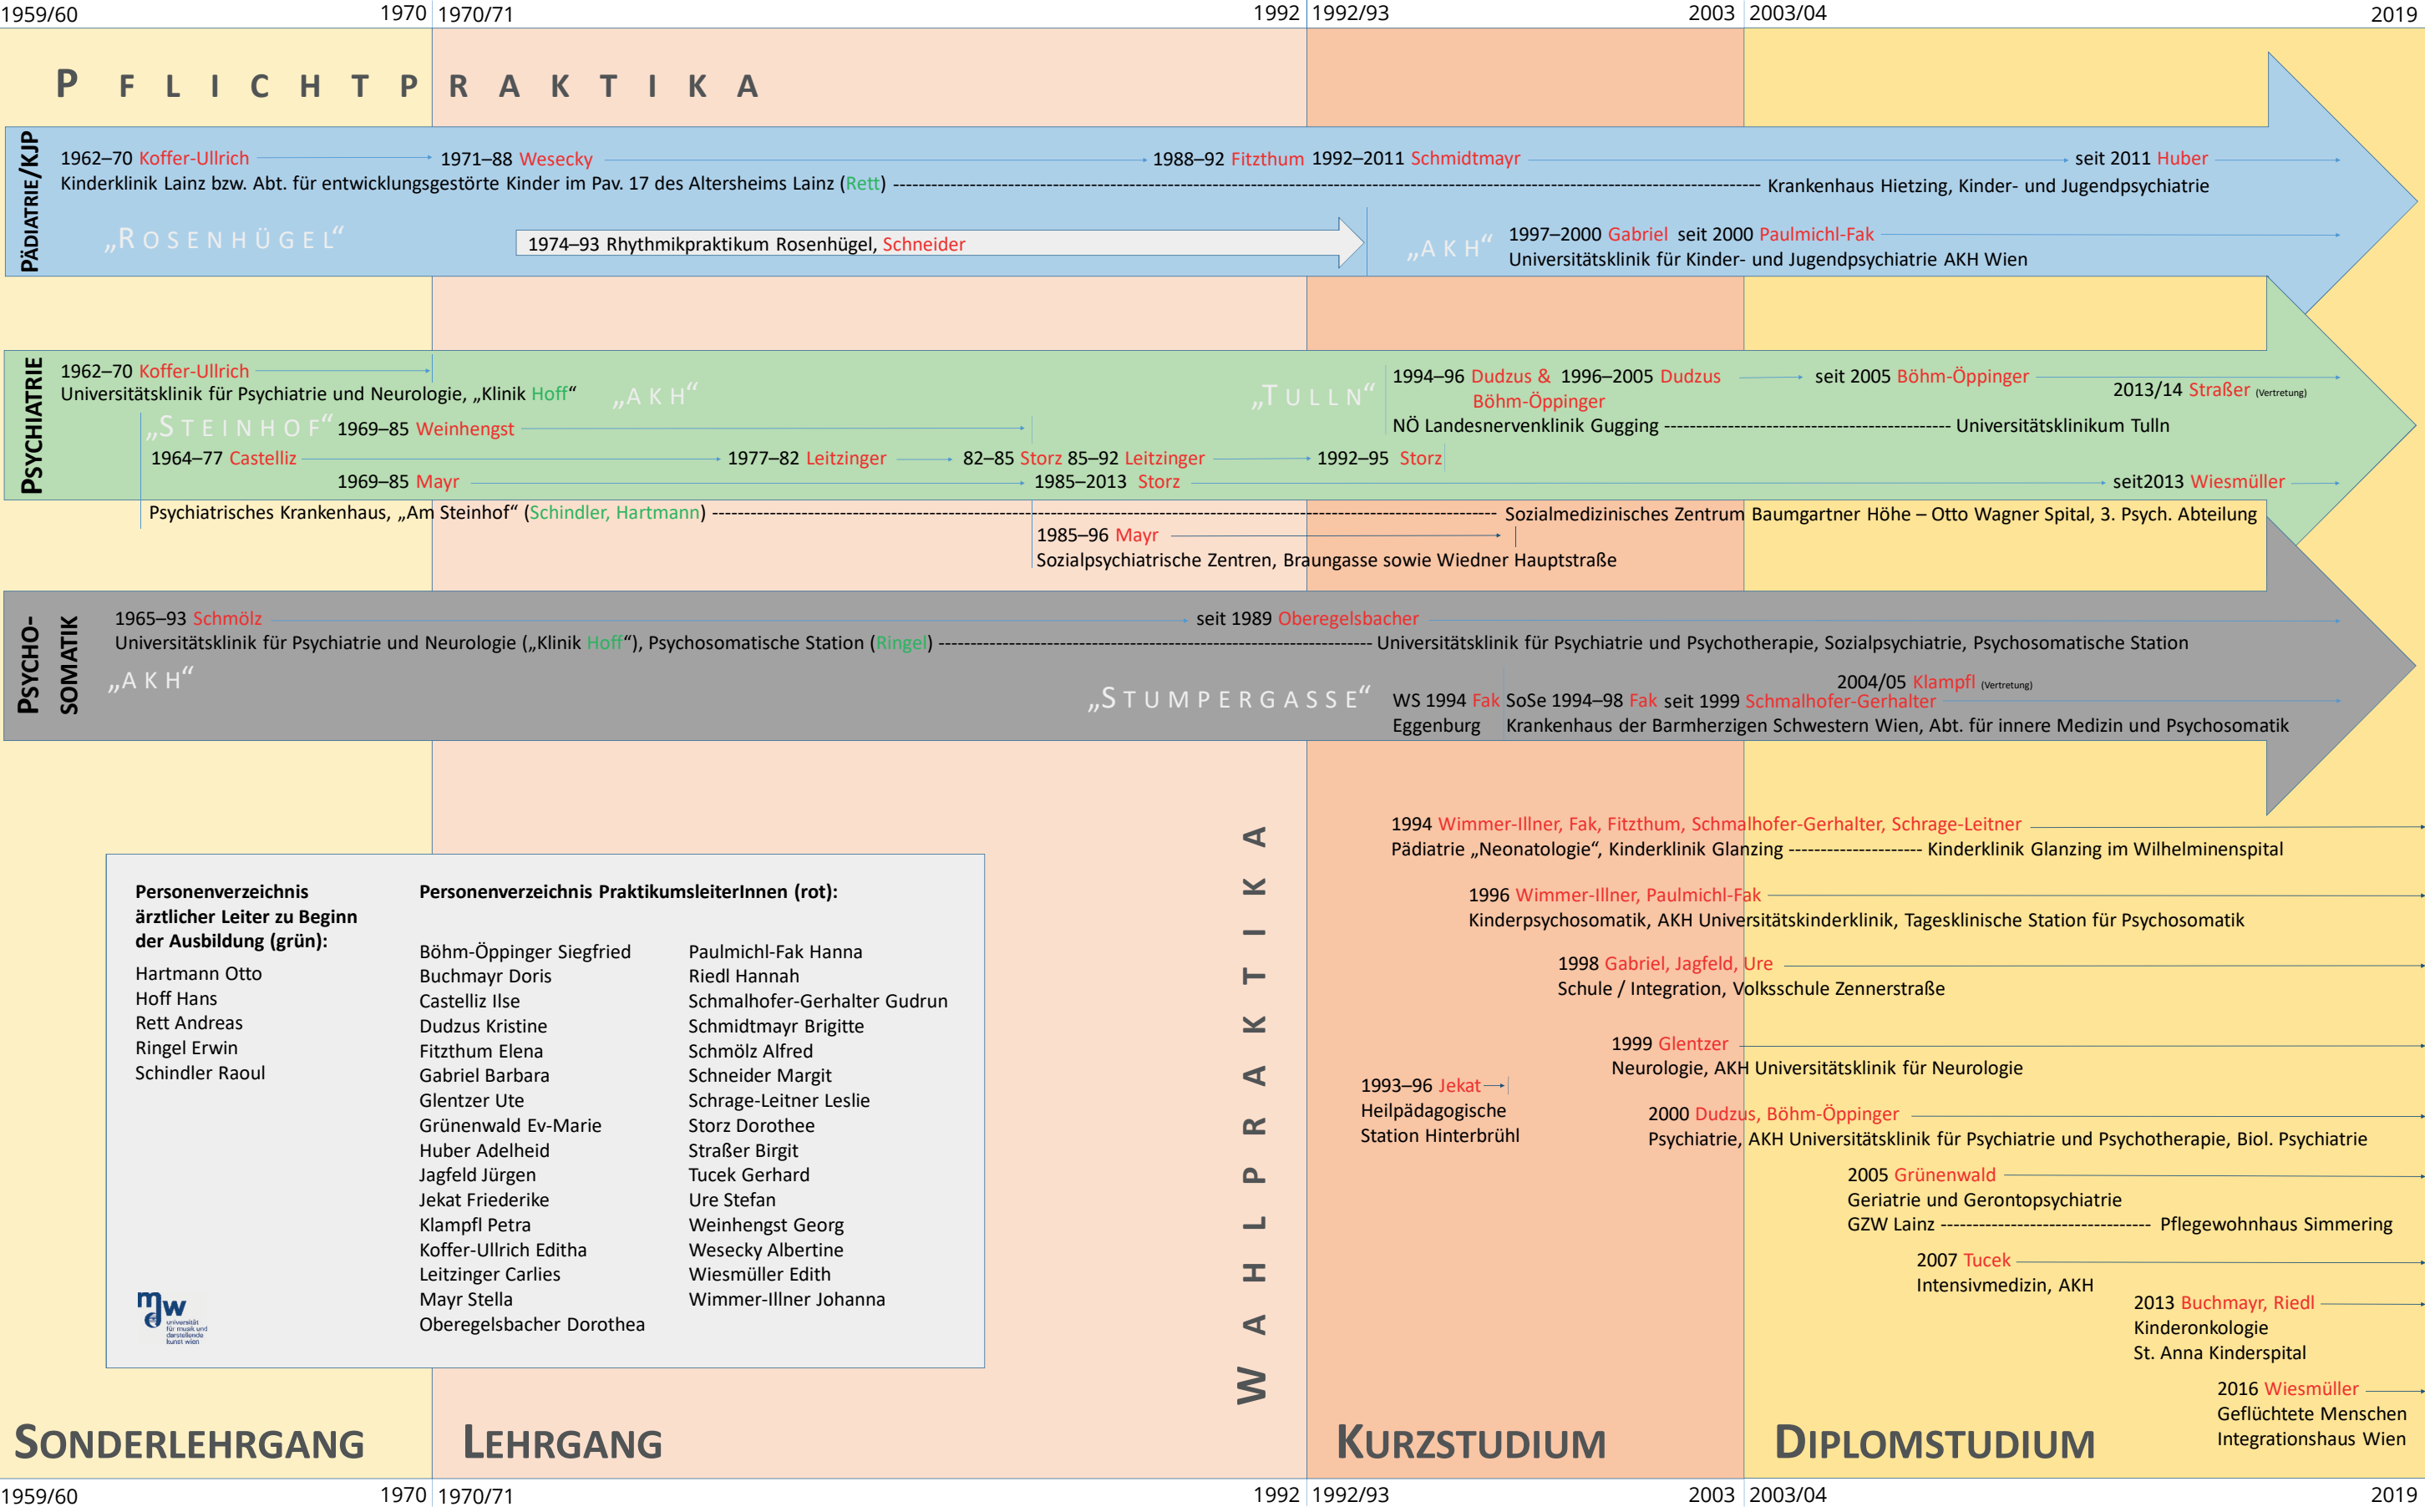 1959/60 1970 1970/71 1992 1992/93 2003 2003/04 2019
PFLICHTPRAKTIKA
PÄDIATRIE/KJP
1962–70 Koffer-Ullrich 1971–88 Wesecky 1988–92 Fitzthum 1992–2011 Schmidtmayr seit 2011 Huber
Kinderklinik Lainz bzw. Abt. für entwicklungsgestörte Kinder im Pav. 17 des Altersheims Lainz (Rett) Krankenhaus Hietzing, Kinder- und Jugendpsychiatrie
„ROSENHÜGEL“
1974–93 Rhythmikpraktikum Rosenhügel, Schneider
„AKH“
1997–2000 Gabriel seit 2000 Paulmichl-Fak
Universitätsklinik für Kinder- und Jugendpsychiatrie AKH Wien
PSYCHIATRIE
1962–70 Koffer-Ullrich
Universitätsklinik für Psychiatrie und Neurologie, „Klinik Hoff“
„AKH“
„TULLN“
1994–96 Dudzus & 1996–2005 Dudzus seit 2005 Böhm-Öppinger
Böhm-Öppinger
2013/14 Straßer (Vertretung)
NÖ Landesnervenklinik Gugging Universitätsklinikum Tulln
„STEINHOF“ 1969–85 Weinhengst
1964–77 Castelliz 1977–82 Leitzinger 82–85 Storz 85–92 Leitzinger 1992–95 Storz
1969–85 Mayr 1985–2013 Storz seit2013 Wiesmüller
Psychiatrisches Krankenhaus, „Am Steinhof“ (Schindler, Hartmann) Sozialmedizinisches Zentrum Baumgartner Höhe – Otto Wagner Spital, 3. Psych. Abteilung
1985–96 Mayr
Sozialpsychiatrische Zentren, Braungasse sowie Wiedner Hauptstraße
PSYCHO-
SOMATIK
1965–93 Schmölz seit 1989 Oberegelsbacher
Universitätsklinik für Psychiatrie und Neurologie („Klinik Hoff“), Psychosomatische Station (Ringel) Universitätsklinik für Psychiatrie und Psychotherapie, Sozialpsychiatrie, Psychosomatische Station
„AKH“
„STUMPERGASSE“
2004/05 Klampfl (Vertretung)
WS 1994 Fak SoSe 1994–98 Fak seit 1999 Schmalhofer-Gerhalter
Eggenburg Krankenhaus der Barmherzigen Schwestern Wien, Abt. für innere Medizin und Psychosomatik
WAHLPRAKTIKA
1994 Wimmer-Illner, Fak, Fitzthum, Schmalhofer-Gerhalter, Schrage-Leitner
Pädiatrie „Neonatologie“, Kinderklinik Glanzing Kinderklinik Glanzing im Wilhelminenspital
1996 Wimmer-Illner, Paulmichl-Fak
Kinderpsychosomatik, AKH Universitätskinderklinik, Tagesklinische Station für Psychosomatik
1998 Gabriel, Jagfeld, Ure
Schule / Integration, Volksschule Zennerstraße
1999 Glentzer
Neurologie, AKH Universitätsklinik für Neurologie
1993–96 Jekat
Heilpädagogische
Station Hinterbrühl
2000 Dudzus, Böhm-Öppinger
Psychiatrie, AKH Universitätsklinik für Psychiatrie und Psychotherapie, Biol. Psychiatrie
2005 Grünenwald
Geriatrie und Gerontopsychiatrie
GZW Lainz Pflegewohnhaus Simmering
2007 Tucek
Intensivmedizin, AKH
2013 Buchmayr, Riedl
Kinderonkologie
St. Anna Kinderspital
2016 Wiesmüller
Geflüchtete Menschen
Integrationshaus Wien
Personenverzeichnis
ärztlicher Leiter zu Beginn
der Ausbildung (grün):
Hartmann Otto
Hoff Hans
Rett Andreas
Ringel Erwin
Schindler Raoul
Personenverzeichnis PraktikumsleiterInnen (rot):
Böhm-Öppinger Siegfried
Buchmayr Doris
Castelliz Ilse
Dudzus Kristine
Fitzthum Elena
Gabriel Barbara
Glentzer Ute
Grünenwald Ev-Marie
Huber Adelheid
Jagfeld Jürgen
Jekat Friederike
Klampfl Petra
Koffer-Ullrich Editha
Leitzinger Carlies
Mayr Stella
Oberegelsbacher Dorothea
Paulmichl-Fak Hanna
Riedl Hannah
Schmalhofer-Gerhalter Gudrun
Schmidtmayr Brigitte
Schmölz Alfred
Schneider Margit
Schrage-Leitner Leslie
Storz Dorothee
Straßer Birgit
Tucek Gerhard
Ure Stefan
Weinhengst Georg
Wesecky Albertine
Wiesmüller Edith
Wimmer-Illner Johanna
mdw
universität
für musik und
darstellende
kunst wien
SONDERLEHRGANG LEHRGANG KURZSTUDIUM DIPLOMSTUDIUM
1959/60 1970 1970/71 1992 1992/93 2003 2003/04 2019